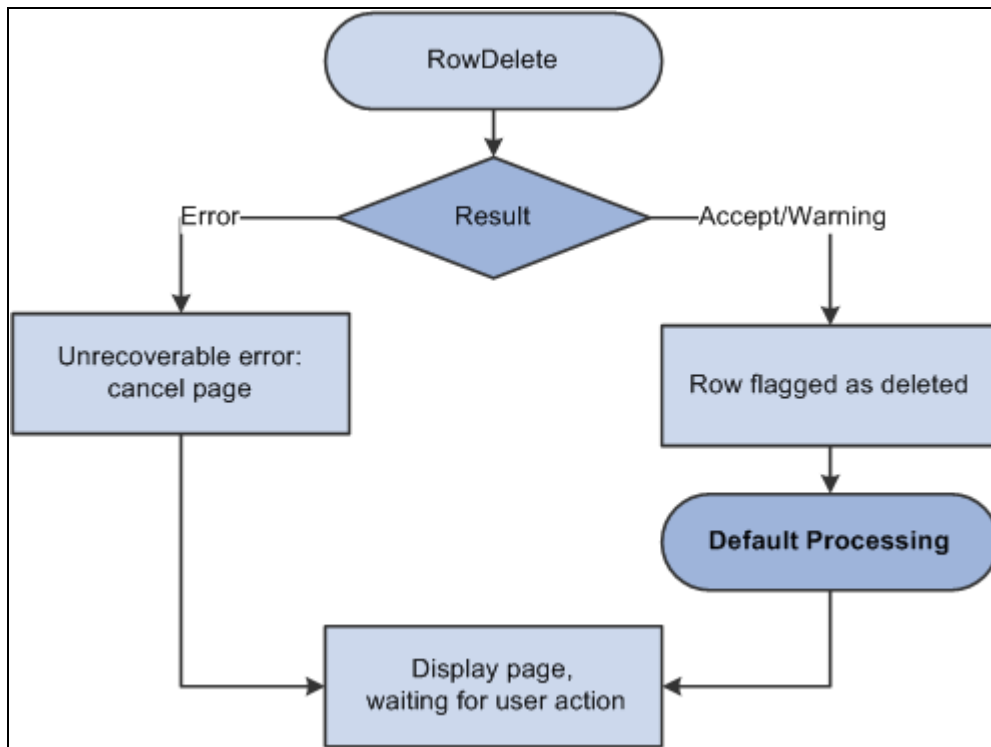 RowDelete
Result
Error
Accept/Warning
Unrecoverable error:
cancel page
Row flagged as deleted
Default Processing
Display page,
waiting for user action